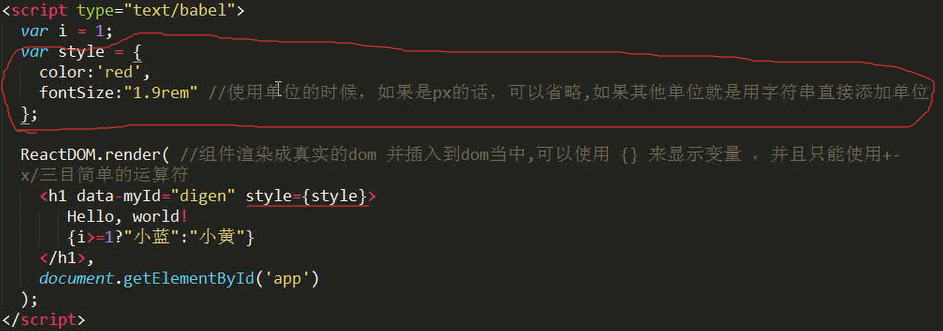 <script type="text/babel">
var i = 1;
var style = {
color:'red',
fontSize:"1.9rem" //使用单位的时候，如果是px的话，可以省略,如果其他单位就是用字符串直接添加单位
};
ReactDOM.render( //组件渲染成真实的dom 并插入到dom当中,可以使用 {} 来显示变量 ，并且只能使用+-
x/三目简单的运算符
<h1 data-myId="digen" style={style}>
Hello, world!
{i>=1?"小蓝":"小黄"}
</h1>,
document.getElementById('app')
);
</script>